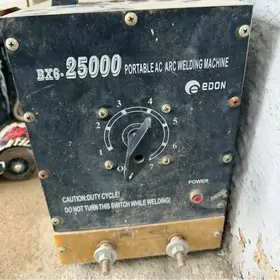 BX6-25000 PORTABLE AC ARC WELDING MACHINE
EDON
0 1 2 3 4 5 6 7
POWER
CAUTION:DUTY CYCLE!
DO NOT TURN THIS SWITCH WHILE WELDING!